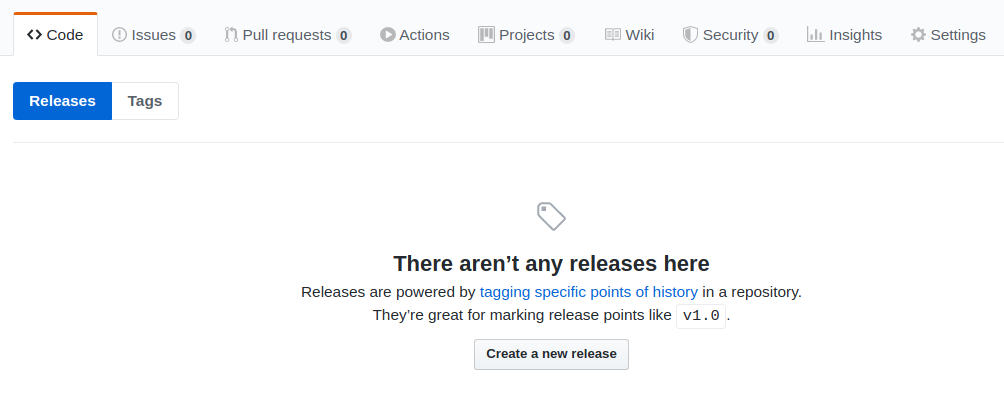 Code Issues 0 Pull requests 0 Actions Projects 0 Wiki Security 0 Insights Settings
Releases Tags
There aren’t any releases here
Releases are powered by tagging specific points of history in a repository.
They’re great for marking release points like v1.0.
Create a new release